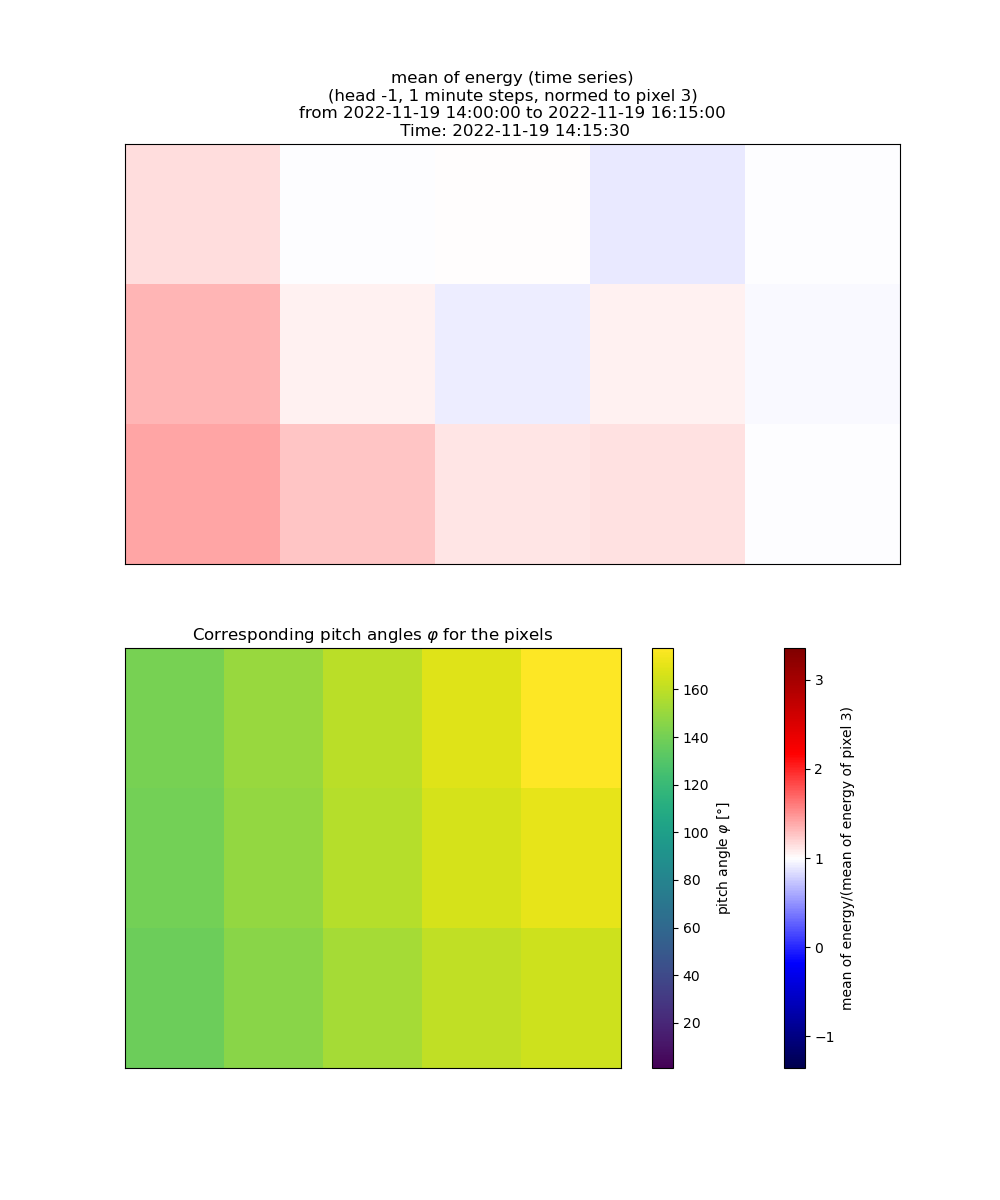 mean of energy (time series)
(head -1, 1 minute steps, normed to pixel 3)
from 2022-11-19 14:00:00 to 2022-11-19 16:15:00
Time: 2022-11-19 14:15:30
Corresponding pitch angles φ for the pixels
160
140
120
100
80
60
40
20
pitch angle φ [°]
3
2
1
0
−1
mean of energy/(mean of energy of pixel 3)